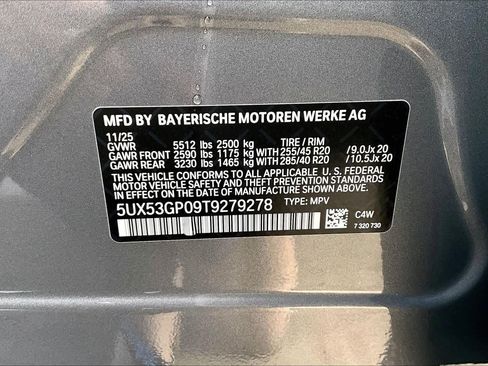 MFD BY BAYERISCHE MOTOREN WERKE AG
11/25
GVWR 5512 lbs 2500 kg TIRE / RIM
GAWR FRONT 2590 lbs 1175 kg WITH 255/45 R20 /9.0Jx 20
GAWR REAR 3230 lbs 1465 kg WITH 285/40 R20 /10.5Jx 20
THIS VEHICLE CONFORMS TO ALL APPLICABLE U. S. FEDERAL
MOTOR VEHICLE SAFETY AND THEFT PREVENTION STANDARDS
IN EFFECT ON THE DATE OF MANUFACTURE SHOWN ABOVE.
5UX53GP09T9279278 TYPE: MPV
C4W
7 320 730